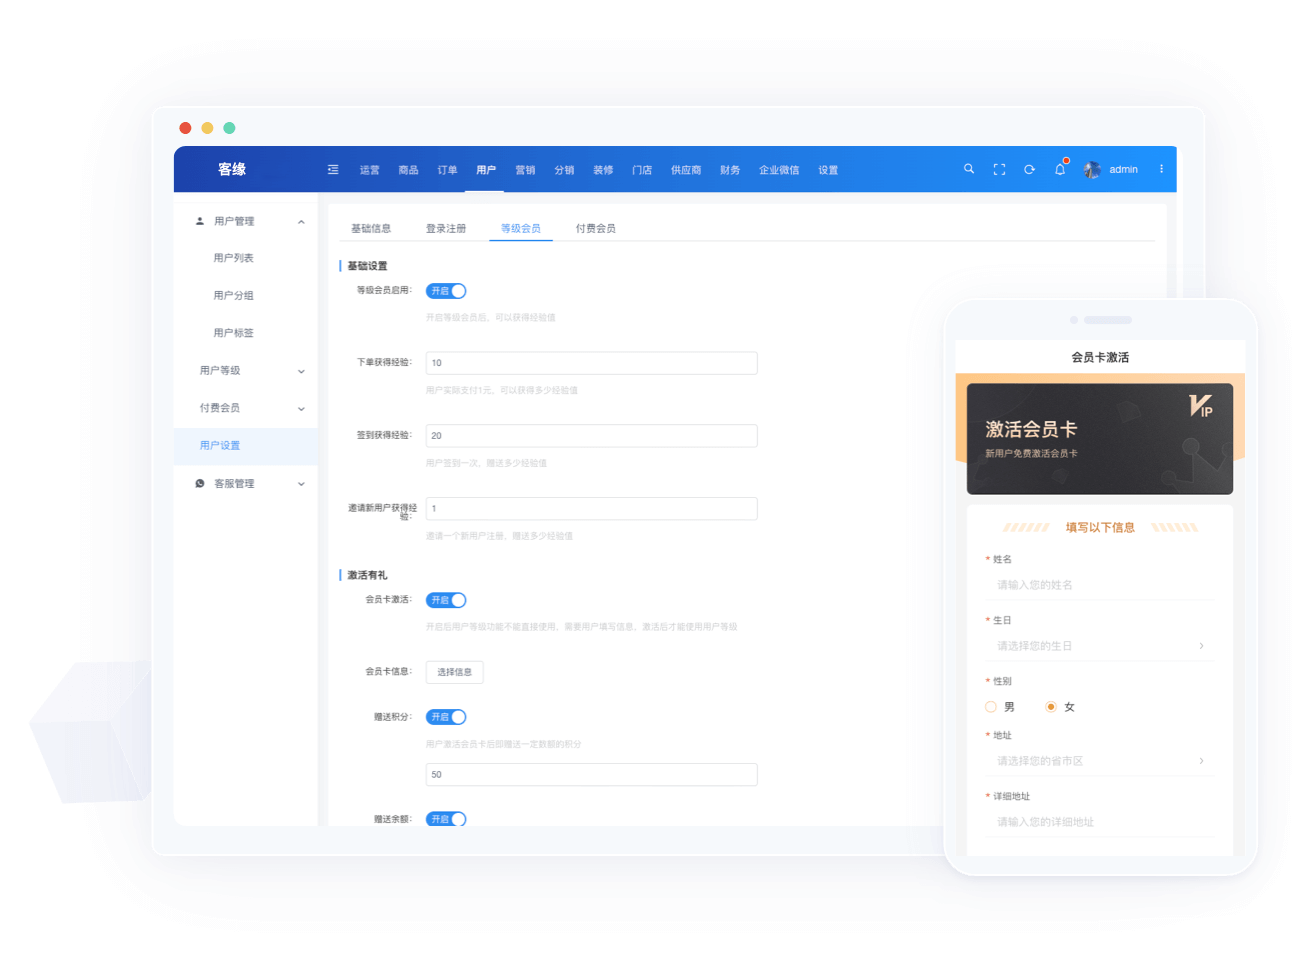 客缘
运营 商品 订单 用户 营销 分销 装修 门店 供应商 财务 企业微信 设置
admin
用户管理
用户列表
用户分组
用户标签
用户等级
付费会员
用户设置
客服管理
基础信息 登录注册 等级会员 付费会员
基础设置
等级会员启用： 开启
开启等级会员后，可以获得经验值
下单获得经验： 10
用户实际支付1元，可以获得多少经验值
签到获得经验： 20
用户签到一次，赠送多少经验值
邀请新用户获得经
验： 1
邀请一个新用户注册，赠送多少经验值
激活有礼
会员卡激活： 开启
开启后用户等级功能不能直接使用，需要用户填写信息，激活后才能使用用户等级
会员卡信息： 选择信息
赠送积分： 开启
用户激活会员卡后即赠送一定数额的积分
50
赠送余额： 开启
会员卡激活
VIP
激活会员卡
新用户免费激活会员卡
填写以下信息
* 姓名
请输入您的姓名
* 生日
请选择您的生日
* 性别
男 女
* 地址
请选择您的省市区
* 详细地址
请输入您的详细地址